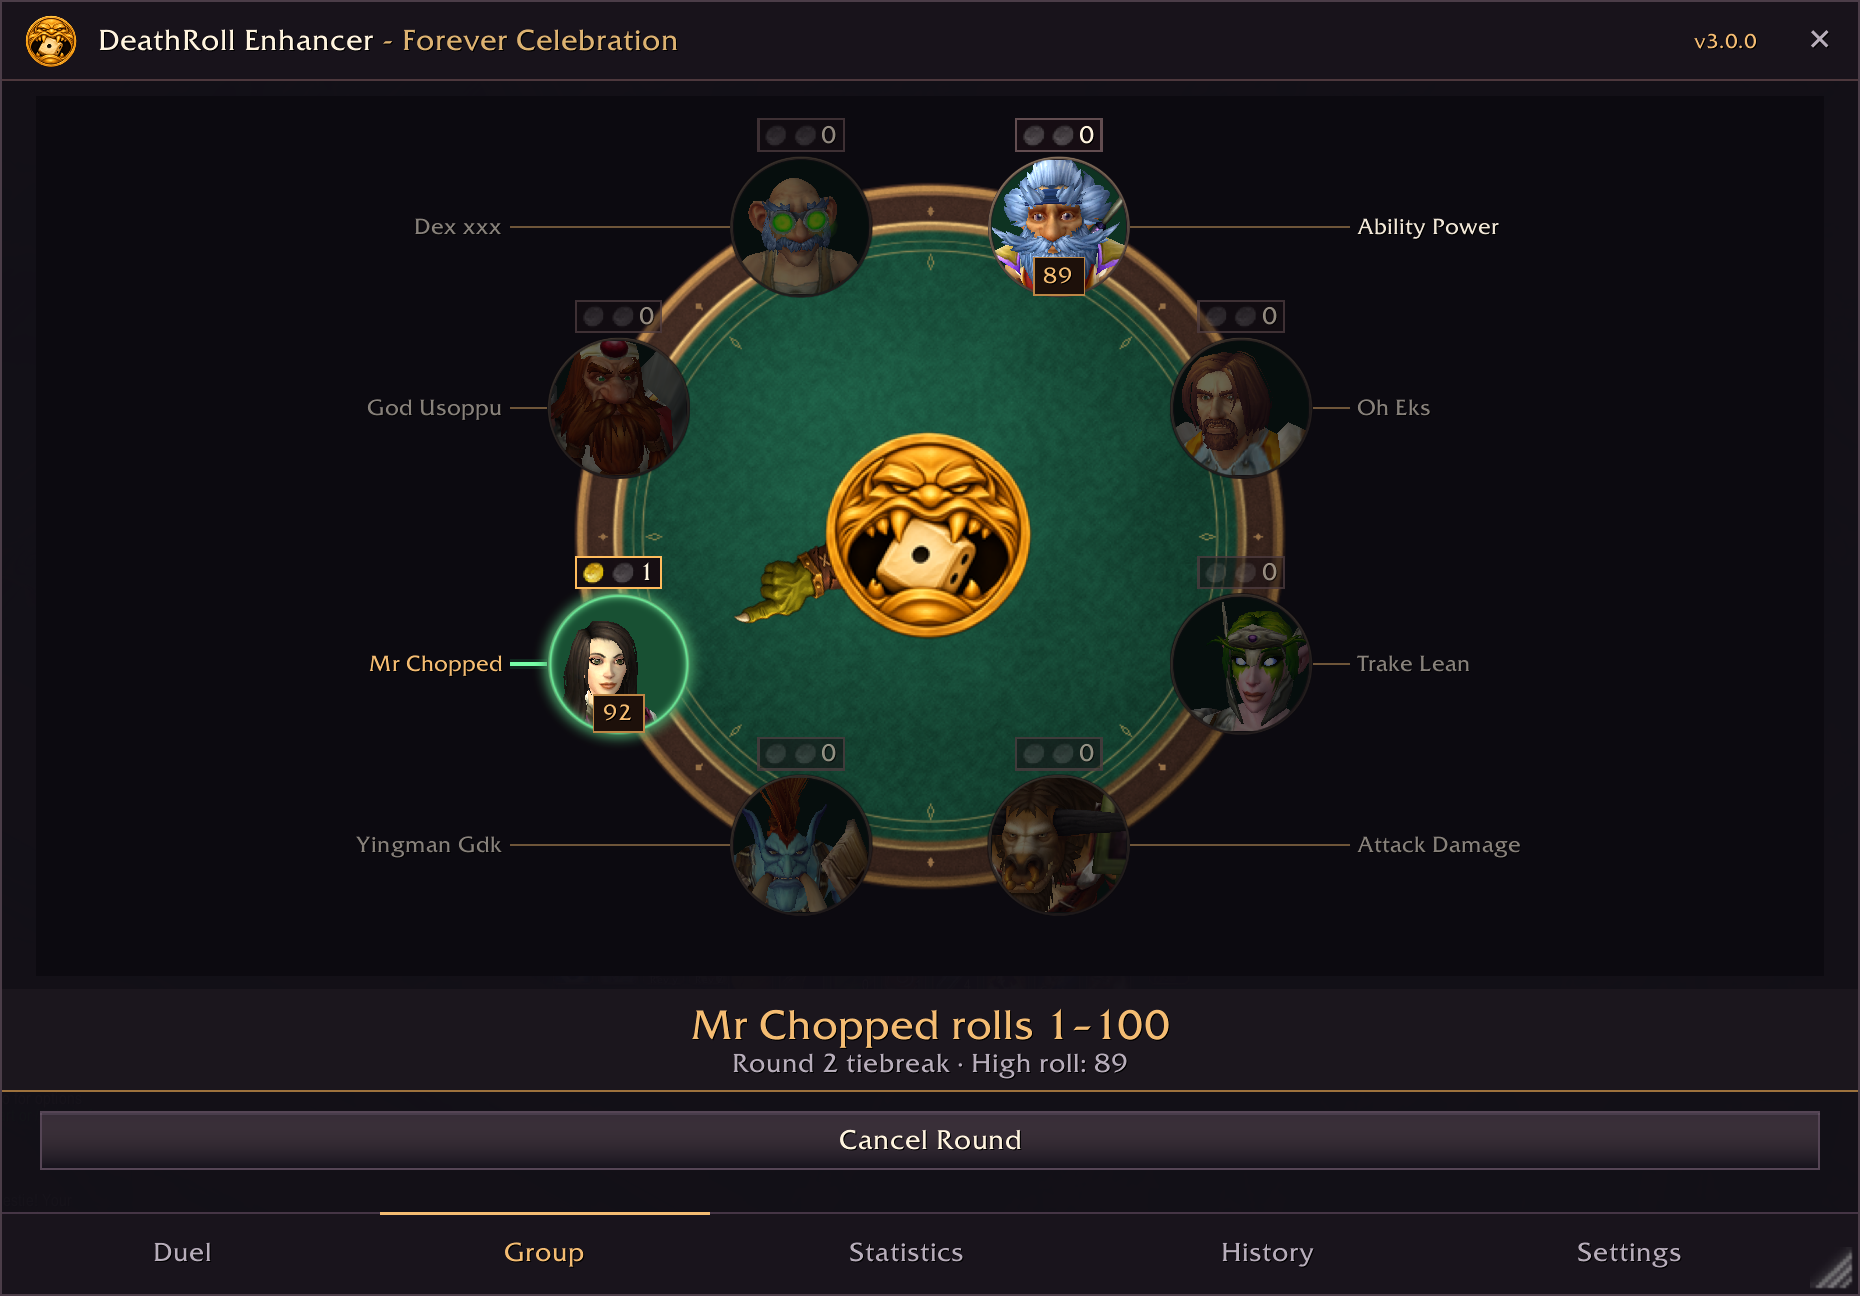 DeathRoll Enhancer - Forever Celebration
v3.0.0
0
0
Dex xxx
Ability Power
89
0
0
God Usoppu
Oh Eks
1
0
Mr Chopped
Trake Lean
92
0
0
Yingman Gdk
Attack Damage
Mr Chopped rolls 1-100
Round 2 tiebreak · High roll: 89
Cancel Round
Duel
Group
Statistics
History
Settings